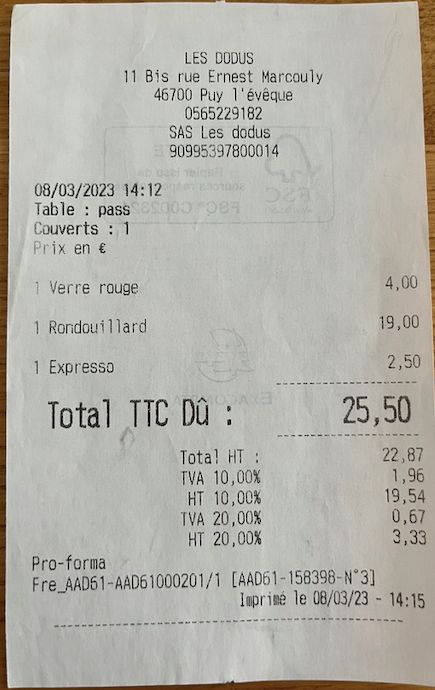 LES DODUS
11 Bis rue Ernest Marcouly
46700 Puy l'évêque
0565229182
SAS Les dodus
90995397800014
08/03/2023 14:12
Table : pass
Couverts : 1
Prix en €
1 Verre rouge 4,00
1 Rondouillard 19,00
1 Expresso 2,50
Total TTC Dû : 25,50
Total HT : 22,87
TVA 10,00% 1,96
HT 10,00% 19,54
TVA 20,00% 0,67
HT 20,00% 3,33
Pro-forma
Fre_AAD61-AAD61000201/1 [AAD61-158398-N°3]
Imprimé le 08/03/23 - 14:15